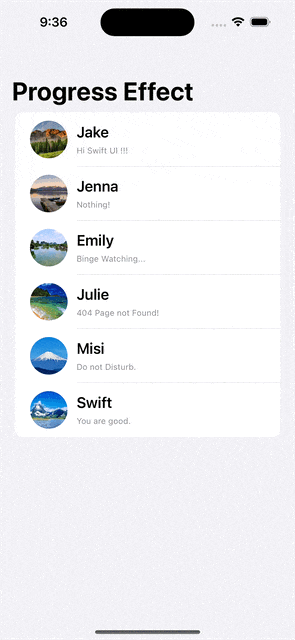 9:36
Progress Effect
Jake
Hi Swift UI !!!
Jenna
Nothing!
Emily
Binge Watching...
Julie
404 Page not Found!
Misi
Do not Disturb.
Swift
You are good.